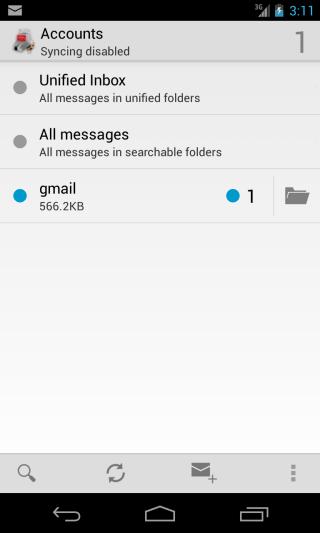 3G 3:11
Accounts
Syncing disabled
1
Unified Inbox
All messages in unified folders
All messages
All messages in searchable folders
gmail
566.2KB
1